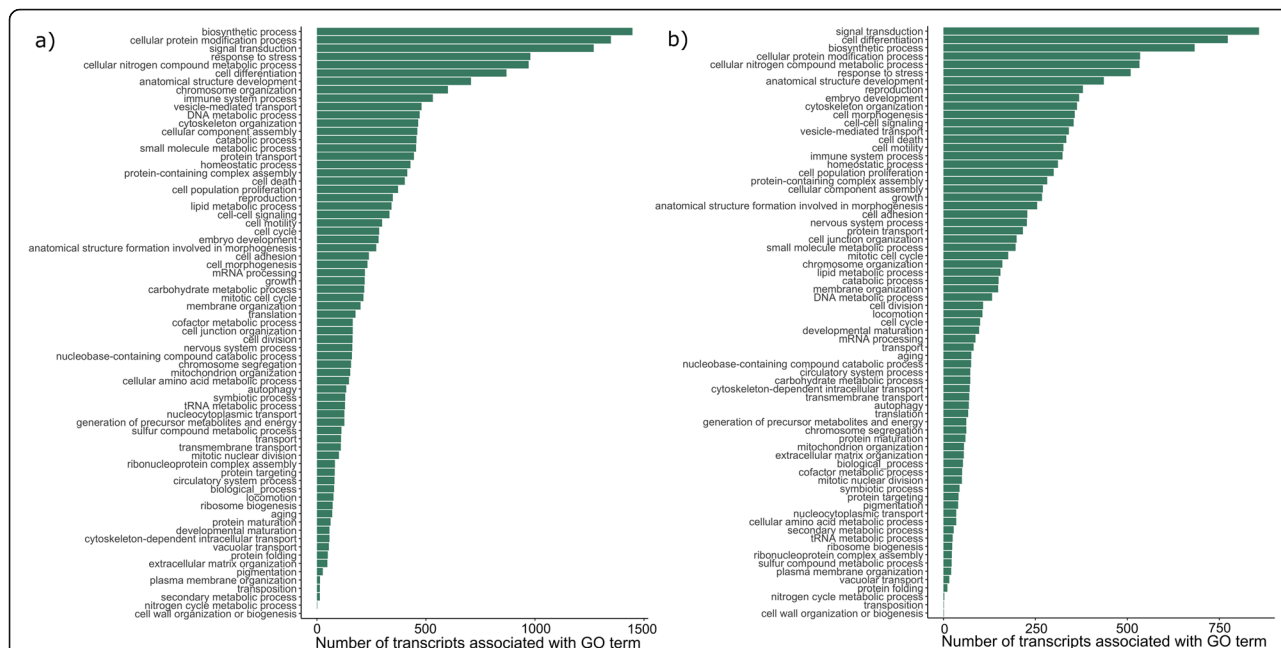 a)
biosynthetic process
cellular protein modification process
signal transduction
response to stress
cellular nitrogen compound metabolic process
cell differentiation
anatomical structure development
chromosome organization
immune system process
vesicle-mediated transport
DNA metabolic process
cytoskeleton organization
cellular component assembly
catabolic process
small molecule metabolic process
protein transport
homeostatic process
protein-containing complex assembly
cell death
cell population proliferation
reproduction
lipid metabolic process
cell-cell signaling
cell motility
cell cycle
embryo development
anatomical structure formation involved in morphogenesis
cell adhesion
cell morphogenesis
mRNA processing
growth
carbohydrate metabolic process
mitotic cell cycle
membrane organization
translation
cofactor metabolic process
cell junction organization
cell division
nervous system process
nucleobase-containing compound catabolic process
chromosome segregation
mitochondrion organization
cellular amino acid metabolic process
autophagy
symbiotic process
tRNA metabolic process
nucleocytoplasmic transport
generation of precursor metabolites and energy
sulfur compound metabolic process
transport
transmembrane transport
mitotic nuclear division
ribonucleoprotein complex assembly
protein targeting
circulatory system process
biological_process
locomotion
ribosome biogenesis
aging
protein maturation
developmental maturation
cytoskeleton-dependent intracellular transport
vacuolar transport
protein folding
extracellular matrix organization
pigmentation
plasma membrane organization
transposition
secondary metabolic process
nitrogen cycle metabolic process
cell wall organization or biogenesis
0 500 1000 1500
Number of transcripts associated with GO term
b)
signal transduction
cell differentiation
biosynthetic process
cellular protein modification process
cellular nitrogen compound metabolic process
response to stress
anatomical structure development
reproduction
embryo development
cytoskeleton organization
cell morphogenesis
cell-cell signaling
vesicle-mediated transport
cell death
cell motility
immune system process
homeostatic process
cell population proliferation
protein-containing complex assembly
cellular component assembly
growth
anatomical structure formation involved in morphogenesis
cell adhesion
nervous system process
protein transport
cell junction organization
small molecule metabolic process
mitotic cell cycle
chromosome organization
lipid metabolic process
catabolic process
membrane organization
DNA metabolic process
cell division
locomotion
cell cycle
developmental maturation
mRNA processing
transport
aging
nucleobase-containing compound catabolic process
circulatory system process
carbohydrate metabolic process
cytoskeleton-dependent intracellular transport
transmembrane transport
autophagy
translation
generation of precursor metabolites and energy
chromosome segregation
protein maturation
mitochondrion organization
extracellular matrix organization
biological_process
cofactor metabolic process
mitotic nuclear division
symbiotic process
protein targeting
pigmentation
nucleocytoplasmic transport
cellular amino acid metabolic process
secondary metabolic process
tRNA metabolic process
ribosome biogenesis
ribonucleoprotein complex assembly
sulfur compound metabolic process
plasma membrane organization
vacuolar transport
protein folding
nitrogen cycle metabolic process
transposition
cell wall organization or biogenesis
0 250 500 750
Number of transcripts associated with GO term